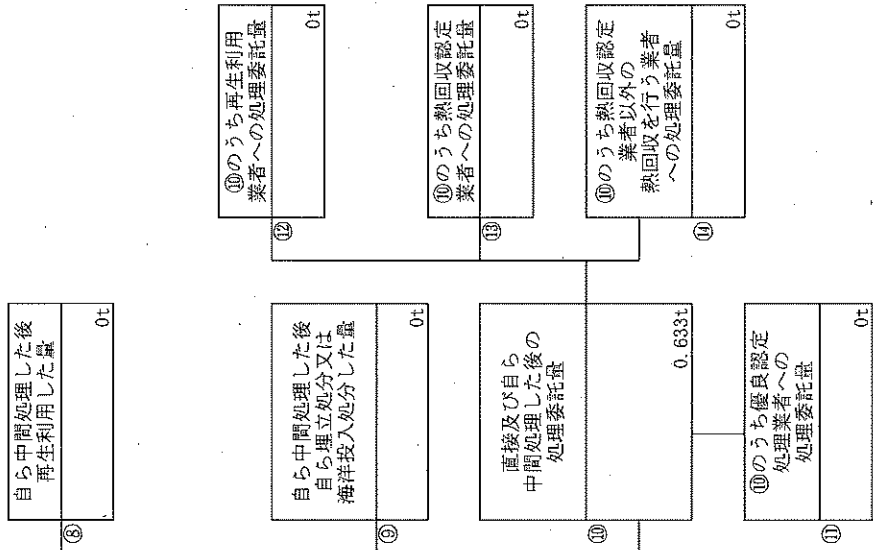 ⑧
自ら中間処理した後
再生利用した量
0t
⑨
自ら中間処理した後
自ら埋立処分又は
海洋投入処分した量
0t
⑩
直接及び自ら
中間処理した後の
処理委託量
0.633t
⑪
⑩のうち優良認定
処理業者への
処理委託量
0t
⑫
⑩のうち再生利用
業者への処理委託量
0t
⑬
⑩のうち熱回収認定
業者への処理委託量
0t
⑭
⑩のうち熱回収認定
業者以外の
熱回収を行う業者
への処理委託量
0t